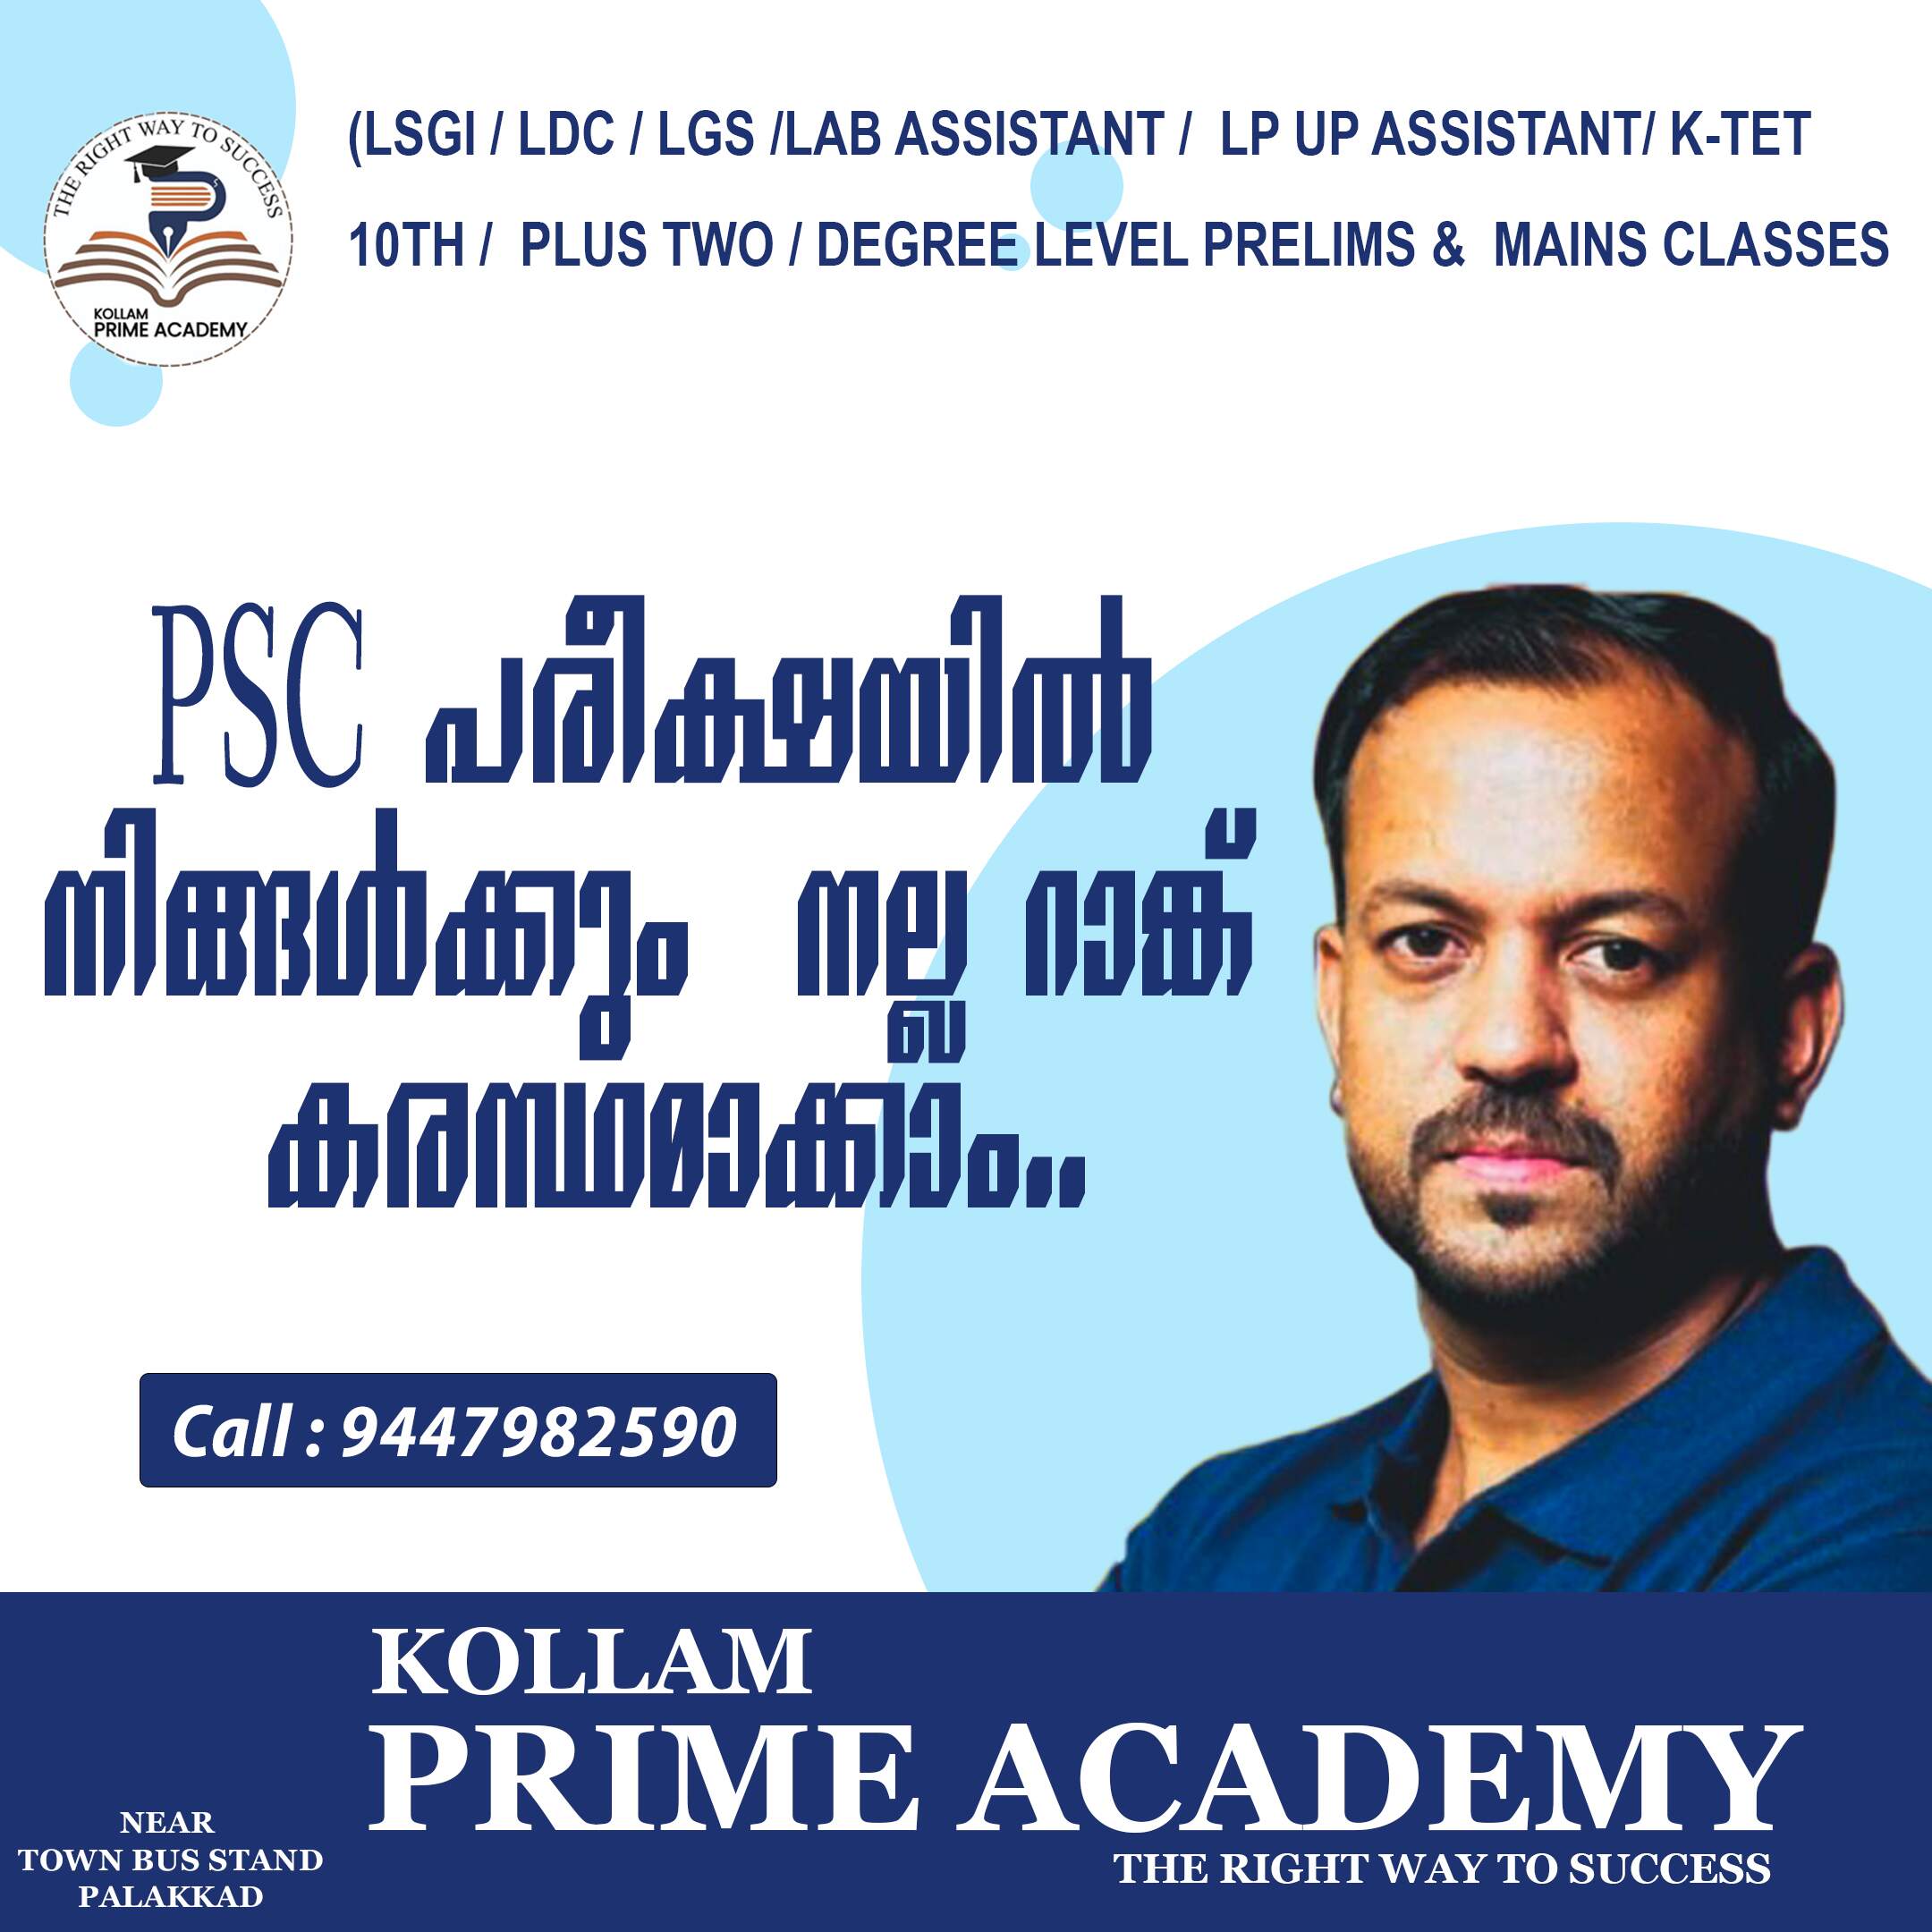 THE RIGHT WAY TO SUCCESS
KOLLAM
PRIME ACADEMY
(LSGI / LDC / LGS /LAB ASSISTANT / LP UP ASSISTANT/ K-TET
10TH / PLUS TWO / DEGREE LEVEL PRELIMS & MAINS CLASSES
PSC പരീക്ഷയിൽ
നിങ്ങൾക്കും നല്ല റാങ്ക്
കരസ്ഥമാക്കാം..
Call : 9447982590
KOLLAM
PRIME ACADEMY
THE RIGHT WAY TO SUCCESS
NEAR
TOWN BUS STAND
PALAKKAD